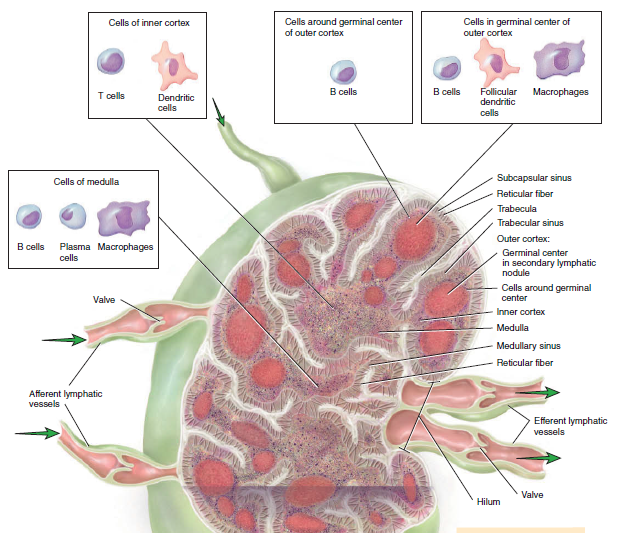 Cells of inner cortex
T cells
Dendritic
cells
Cells around germinal center
of outer cortex
B cells
Cells in germinal center of
outer cortex
B cells
Follicular
dendritic
cells
Macrophages
Cells of medulla
B cells
Plasma
cells
Macrophages
Subcapsular sinus
Reticular fiber
Trabecula
Trabecular sinus
Outer cortex:
Germinal center
in secondary lymphatic
nodule
Cells around germinal
center
Inner cortex
Medulla
Medullary sinus
Reticular fiber
Valve
Afferent lymphatic
vessels
Efferent lymphatic
vessels
Valve
Hilum